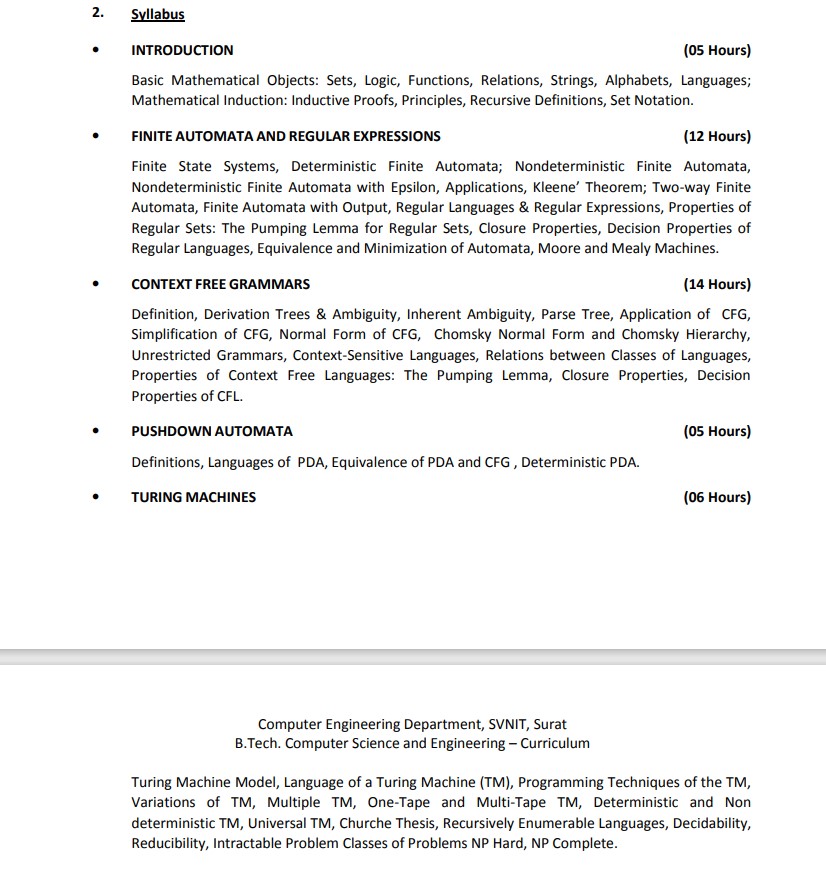 2. Syllabus
• INTRODUCTION (05 Hours)
Basic Mathematical Objects: Sets, Logic, Functions, Relations, Strings, Alphabets, Languages;
Mathematical Induction: Inductive Proofs, Principles, Recursive Definitions, Set Notation.
• FINITE AUTOMATA AND REGULAR EXPRESSIONS (12 Hours)
Finite State Systems, Deterministic Finite Automata; Nondeterministic Finite Automata,
Nondeterministic Finite Automata with Epsilon, Applications, Kleene’ Theorem; Two-way Finite
Automata, Finite Automata with Output, Regular Languages & Regular Expressions, Properties of
Regular Sets: The Pumping Lemma for Regular Sets, Closure Properties, Decision Properties of
Regular Languages, Equivalence and Minimization of Automata, Moore and Mealy Machines.
• CONTEXT FREE GRAMMARS (14 Hours)
Definition, Derivation Trees & Ambiguity, Inherent Ambiguity, Parse Tree, Application of CFG,
Simplification of CFG, Normal Form of CFG, Chomsky Normal Form and Chomsky Hierarchy,
Unrestricted Grammars, Context-Sensitive Languages, Relations between Classes of Languages,
Properties of Context Free Languages: The Pumping Lemma, Closure Properties, Decision
Properties of CFL.
• PUSHDOWN AUTOMATA (05 Hours)
Definitions, Languages of PDA, Equivalence of PDA and CFG , Deterministic PDA.
• TURING MACHINES (06 Hours)
Computer Engineering Department, SVNIT, Surat
B.Tech. Computer Science and Engineering – Curriculum
Turing Machine Model, Language of a Turing Machine (TM), Programming Techniques of the TM,
Variations of TM, Multiple TM, One-Tape and Multi-Tape TM, Deterministic and Non
deterministic TM, Universal TM, Churche Thesis, Recursively Enumerable Languages, Decidability,
Reducibility, Intractable Problem Classes of Problems NP Hard, NP Complete.